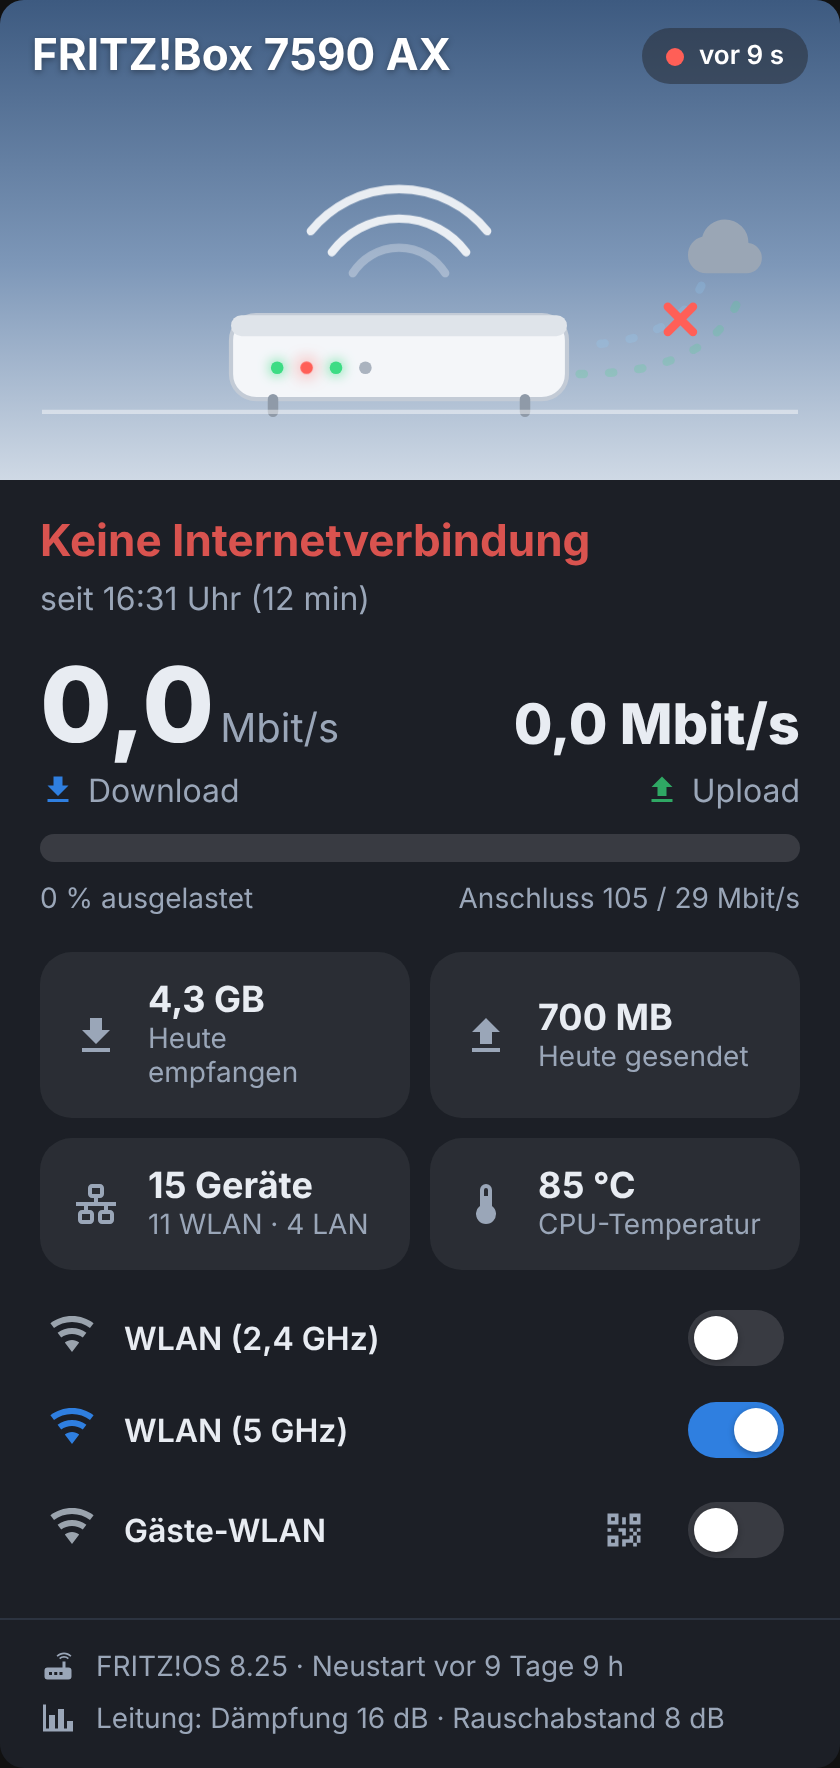 FRITZ!Box 7590 AX
vor 9 s
Keine Internetverbindung
seit 16:31 Uhr (12 min)
0,0 Mbit/s
0,0 Mbit/s
Download
Upload
0 % ausgelastet
Anschluss 105 / 29 Mbit/s
4,3 GB
Heute
empfangen
700 MB
Heute gesendet
15 Geräte
11 WLAN · 4 LAN
85 °C
CPU-Temperatur
WLAN (2,4 GHz)
WLAN (5 GHz)
Gäste-WLAN
FRITZ!OS 8.25 · Neustart vor 9 Tage 9 h
Leitung: Dämpfung 16 dB · Rauschabstand 8 dB